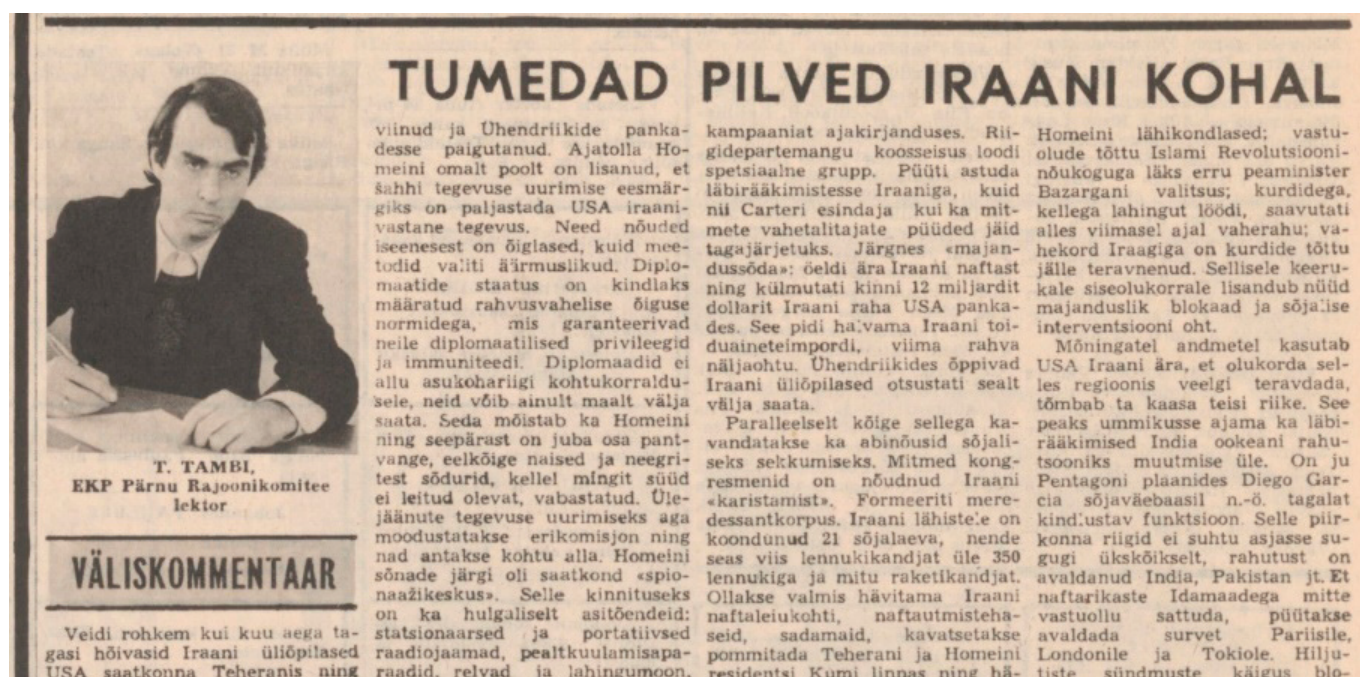 TUMEDAD PILVED IRAANI KOHAL
T. TAMBI,
EKP Pärnu Rajoonikomitee
lektor
VÄLISKOMMENTAAR
Veidi rohkem kui kuu aega ta-
gasi hõivasid Iraani üliõpilased
USA saatkonna Teheranis ning
viinud ja Ühendriikide panka-
desse paigutanud. Ajatolla Ho-
meini omalt poolt on lisanud, et
šahhi tegevuse uurimise eesmär-
giks on paljastada USA iraani-
vastane tegevus. Need nõuded
iseenesest on õiglased, kuid mee-
todid valiti äärmuslikud. Diplo-
maatide staatus on kindlaks
määratud rahvusvahelise õiguse
normidega, mis garanteerivad
neile diplomaatilised privileegid
ja immuniteedi. Diplomaadid ei
allu asukohariigi kohtukorraldu-
sele, neid võib ainult maalt välja
saata. Seda mõistab ka Homeini
ning seepärast on juba osa pant-
vange, eelkõige naised ja neegri-
test sõdurid, kellel mingit süüd
ei leitud olevat, vabastatud. Üle-
jäänute tegevuse uurimiseks aga
moodustatakse erikomisjon ning
nad antakse kohtu alla. Homeini
sõnade järgi oli saatkond «spio-
naažikeskus». Selle kinnituseks
on ka hulgaliselt asitõendeid:
statsionaarsed ja portatiivsed
raadiojaamad, pealtkuulamisapa-
raadid, relvad ja lahingumoon,
kampaaniat ajakirjanduses. Rii-
gidepartemangu koosseisus loodi
spetsiaalne grupp. Püüti astuda
läbirääkimistesse Iraaniga, kuid
nii Carteri esindaja kui ka mit-
mete vahetalitajate püüded jäid
tagajärjetuks. Järgnes «majan-
dussõda»: öeldi ära Iraani naftast
ning külmutati kinni 12 miljardit
dollarit Iraani raha USA panka-
des. See pidi halvama Iraani toi-
duaineteimpordi, viima rahva
näljaohtu. Ühendriikides õppivad
Iraani üliõpilased otsustati sealt
välja saata.
Paralleelselt kõige sellega ka-
vandatakse ka abinõusid sõjali-
seks sekkumiseks. Mitmed kong-
resmenid on nõudnud Iraani
«karistamist». Formeeriti mere-
dessantkorpus. Iraani lähistele on
koondunud 21 sõjalaeva, nende
seas viis lennukikandjat üle 350
lennukiga ja mitu raketikandjat.
Ollakse valmis hävitama Iraani
naftaleiukohti, naftautmisteha-
seid, sadamaid, kavatsetakse
pommitada Teherani ja Homeini
residentsi Kumi linnas ning hä-
Homeini lähikondlased; vastu-
olude tõttu Islami Revolutsiooni-
nõukoguga läks erru peaminister
Bazargani valitsus; kurdidega,
kellega lahingut löödi, saavutati
alles viimasel ajal vaherahu; va-
hekord Iraagiga on kurdide tõttu
jälle teravnenud. Sellisele keeru-
kale siseolukorrale lisandub nüüd
majanduslik blokaad ja sõjalise
interventsiooni oht.
Mõningatel andmetel kasutab
USA Iraani ära, et olukorda sel-
les regioonis veelgi teravdada,
tõmbab ta kaasa teisi riike. See
peaks ummikusse ajama ka läbi-
rääkimised India ookeani rahu-
tsooniks muutmise üle. On ju
Pentagoni plaanides Diego Gar-
cia sõjaväebaasil n.-ö. tagalat
kindlustav funktsioon. Selle piir-
konna riigid ei suhtu asjasse su-
gugi ükskõikselt, rahutust on
avaldanud India, Pakistan jt. Et
naftarikaste Idamaadega mitte
vastuollu sattuda, püütakse
avaldada survet Pariisile,
Londonile ja Tokiole. Hilju-
tiste sündmuste käigus blo-